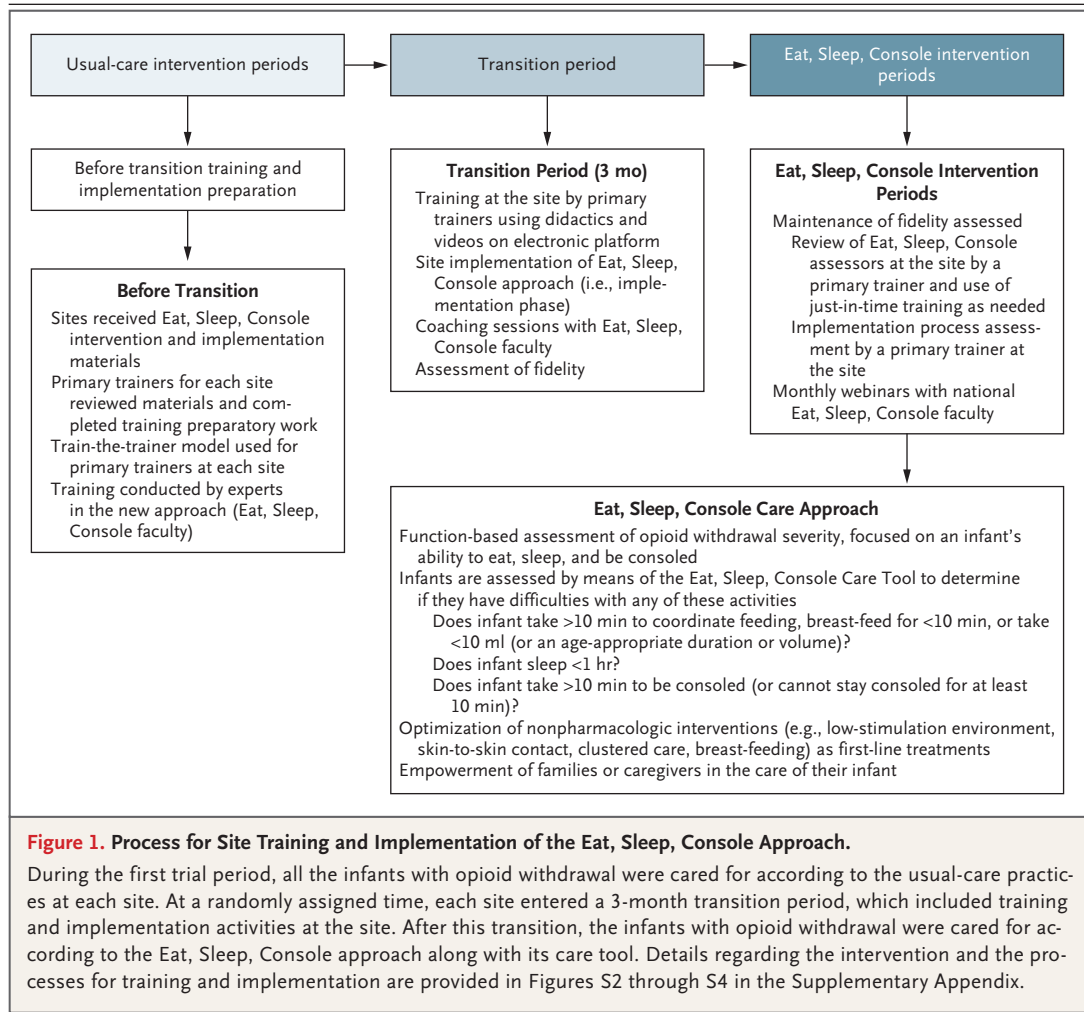 Usual-care intervention periods
Transition period
Eat, Sleep, Console intervention
periods
Before transition training and
implementation preparation
Before Transition
Sites received Eat, Sleep, Console
intervention and implementation
materials
Primary trainers for each site
reviewed materials and com-
pleted training preparatory work
Train-the-trainer model used for
primary trainers at each site
Training conducted by experts
in the new approach (Eat, Sleep,
Console faculty)
Transition Period (3 mo)
Training at the site by primary
trainers using didactics and
videos on electronic platform
Site implementation of Eat, Sleep,
Console approach (i.e., imple-
mentation phase)
Coaching sessions with Eat, Sleep,
Console faculty
Assessment of fidelity
Eat, Sleep, Console Intervention
Periods
Maintenance of fidelity assessed
Review of Eat, Sleep, Console
assessors at the site by a
primary trainer and use of
just-in-time training as needed
Implementation process assess-
ment by a primary trainer at
the site
Monthly webinars with national
Eat, Sleep, Console faculty
Eat, Sleep, Console Care Approach
Function-based assessment of opioid withdrawal severity, focused on an infant's
ability to eat, sleep, and be consoled
Infants are assessed by means of the Eat, Sleep, Console Care Tool to determine
if they have difficulties with any of these activities
Does infant take >10 min to coordinate feeding, breast-feed for <10 min, or take
<10 ml (or an age-appropriate duration or volume)?
Does infant sleep <1 hr?
Does infant take >10 min to be consoled (or cannot stay consoled for at least
10 min)?
Optimization of nonpharmacologic interventions (e.g., low-stimulation environment,
skin-to-skin contact, clustered care, breast-feeding) as first-line treatments
Empowerment of families or caregivers in the care of their infant
Figure 1. Process for Site Training and Implementation of the Eat, Sleep, Console Approach.
During the first trial period, all the infants with opioid withdrawal were cared for according to the usual-care practic-
es at each site. At a randomly assigned time, each site entered a 3-month transition period, which included training
and implementation activities at the site. After this transition, the infants with opioid withdrawal were cared for ac-
cording to the Eat, Sleep, Console approach along with its care tool. Details regarding the intervention and the pro-
cesses for training and implementation are provided in Figures S2 through S4 in the Supplementary Appendix.